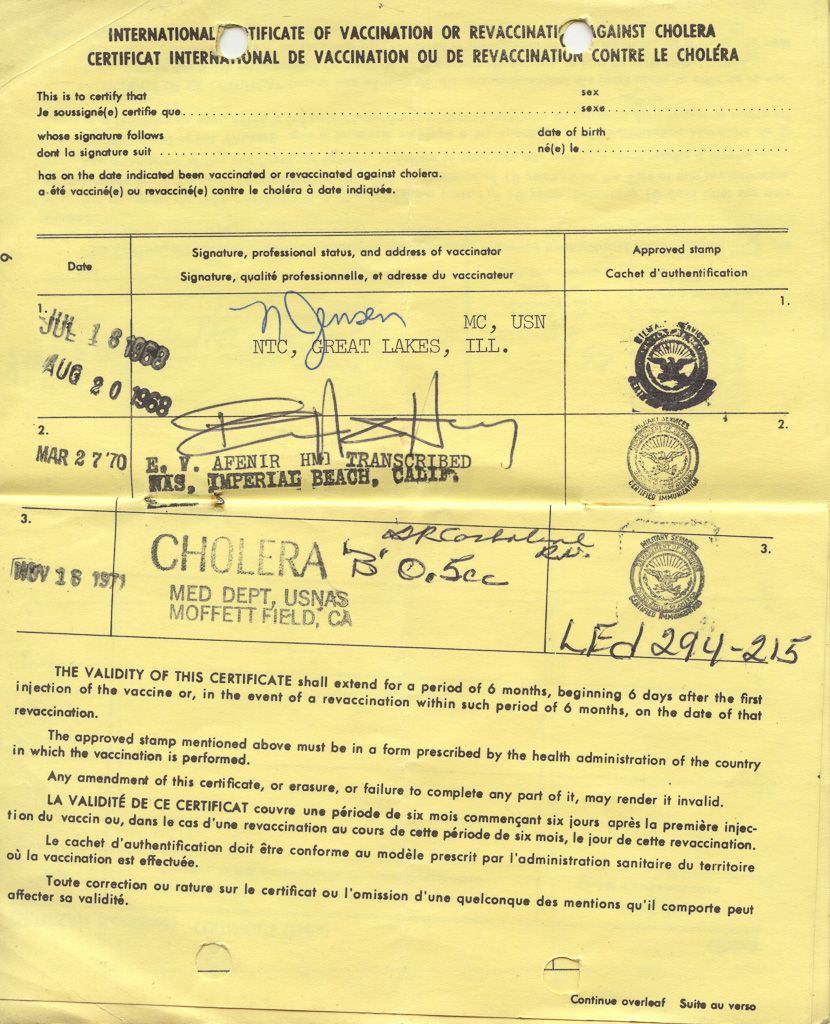 INTERNATIONAL TIFICATE OF VACCINATION OR REVACCINATI AGAINST CHOLERA
CERTIFICAT INTERNATIONAL DE VACCINATION OU DE REVACCINATION CONTRE LE CHOLÉRA
This is to certify that sex
Je soussigné(e) certifie que sexe
whose signature follows date of birth
dont la signature suit né(e) le
has on the date indicated been vaccinated or revaccinated against cholera.
a été vacciné(e) ou revacciné(e) contre le choléra à date indiquée.
9
Date
Signature, professional status, and address of vaccinator
Signature, qualité professionnelle, et adresse du vaccinateur
Approved stamp
Cachet d'authentification
1. 1.
JUL 18 1968
AUG 20 1968
N Jensen MC, USN
NTC, GREAT LAKES, ILL.
2. 2.
MAR 27 '70
E. V. AFENIR HM1 TRANSCRIBED
NAS, IMPERIAL BEACH, CALIF.
MILITARY SERVICES
CERTIFIED IMMUNIZATION
3. 3.
NOV 18 1971
CHOLERA "B" 0.5cc
MED DEPT, USNAS
MOFFETT FIELD, CA
MILITARY SERVICES
CERTIFIED IMMUNIZATION
LEd 294-215
THE VALIDITY OF THIS CERTIFICATE shall extend for a period of 6 months, beginning 6 days after the first
injection of the vaccine or, in the event of a revaccination within such period of 6 months, on the date of that
revaccination.
The approved stamp mentioned above must be in a form prescribed by the health administration of the country
in which the vaccination is performed.
Any amendment of this certificate, or erasure, or failure to complete any part of it, may render it invalid.
LA VALIDITÉ DE CE CERTIFICAT couvre une période de six mois commençant six jours après la première injec-
tion du vaccin ou, dans le cas d'une revaccination au cours de cette période de six mois, le jour de cette revaccination.
Le cachet d'authentification doit être conforme au modèle prescrit par l'administration sanitaire du territoire
où la vaccination est effectuée.
Toute correction ou rature sur le certificat ou l'omission d'une quelconque des mentions qu'il comporte peut
affecter sa validité.
Continue overleaf Suite au verso